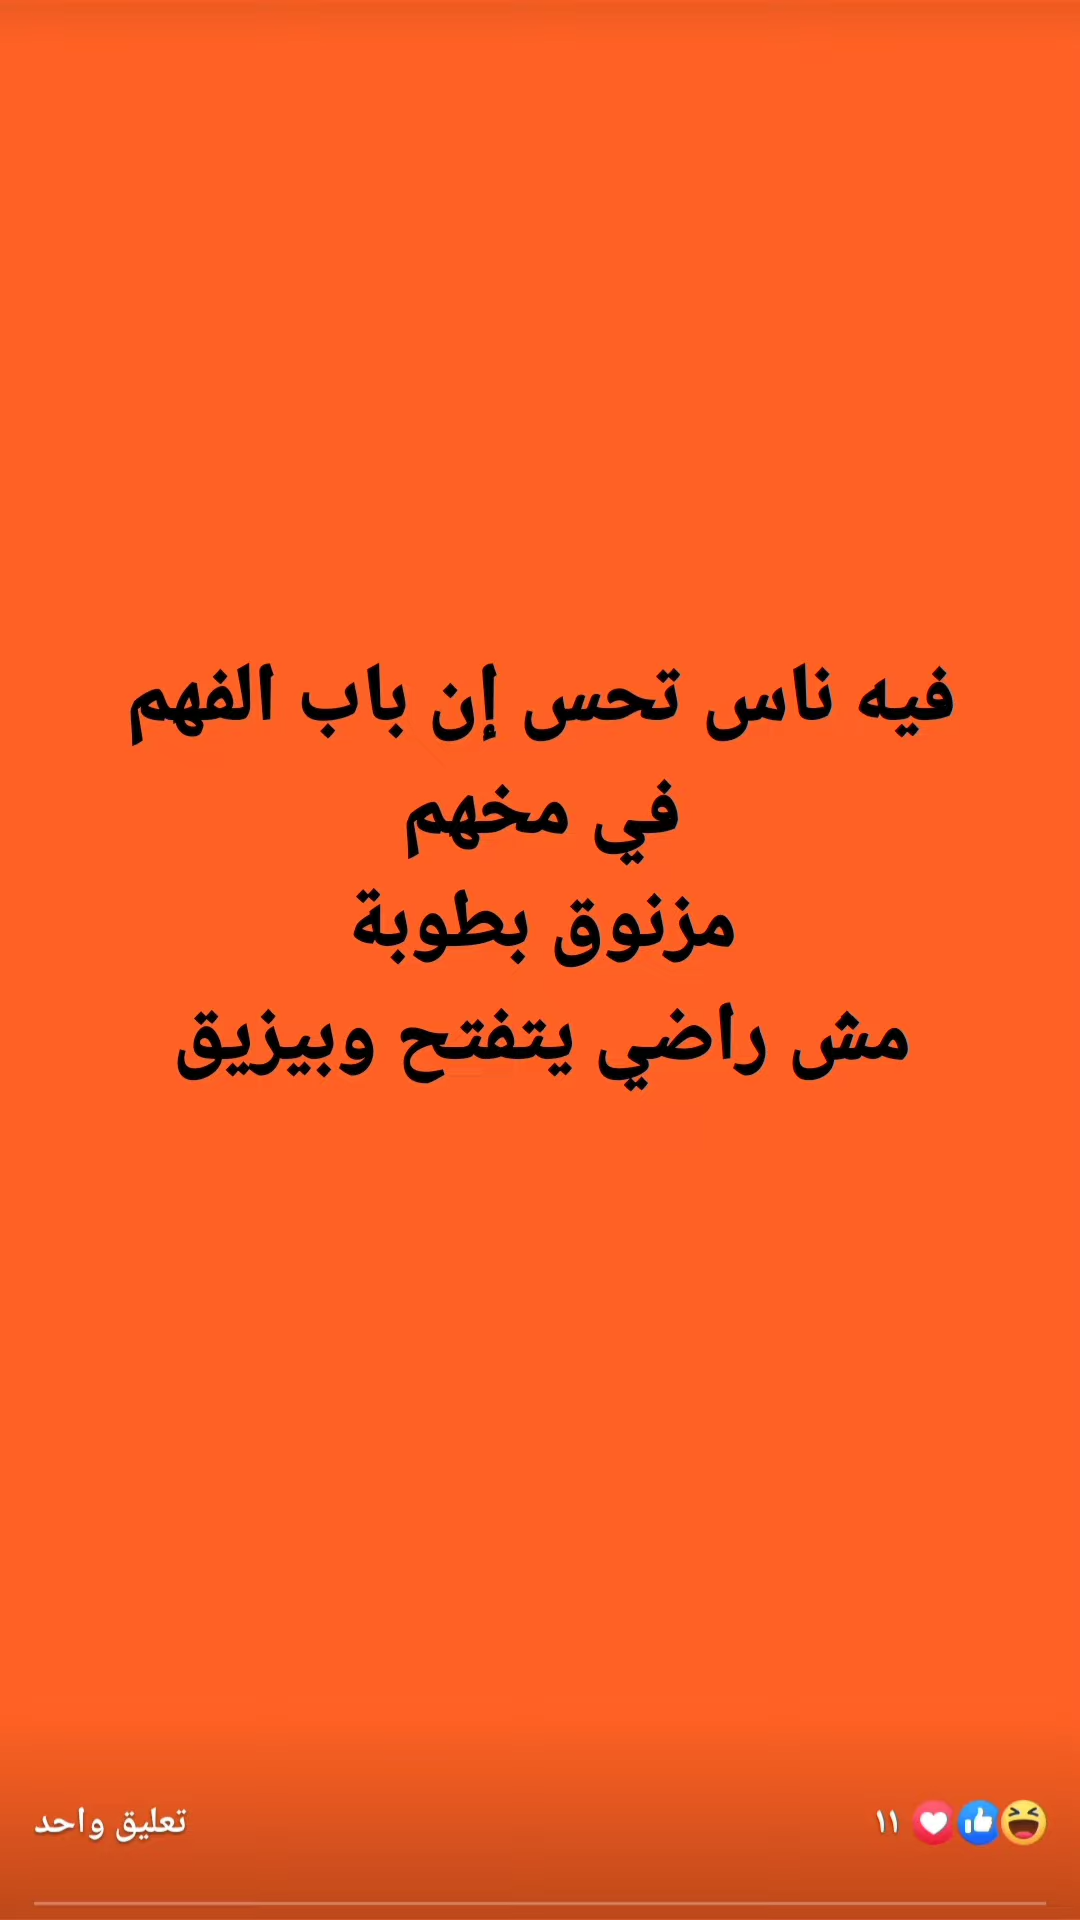 فيه ناس تحس إن باب الفهم
في مخهم
مزنوق بطوبة
مش راضي يتفتح وبيزيق
١١
تعليق واحد